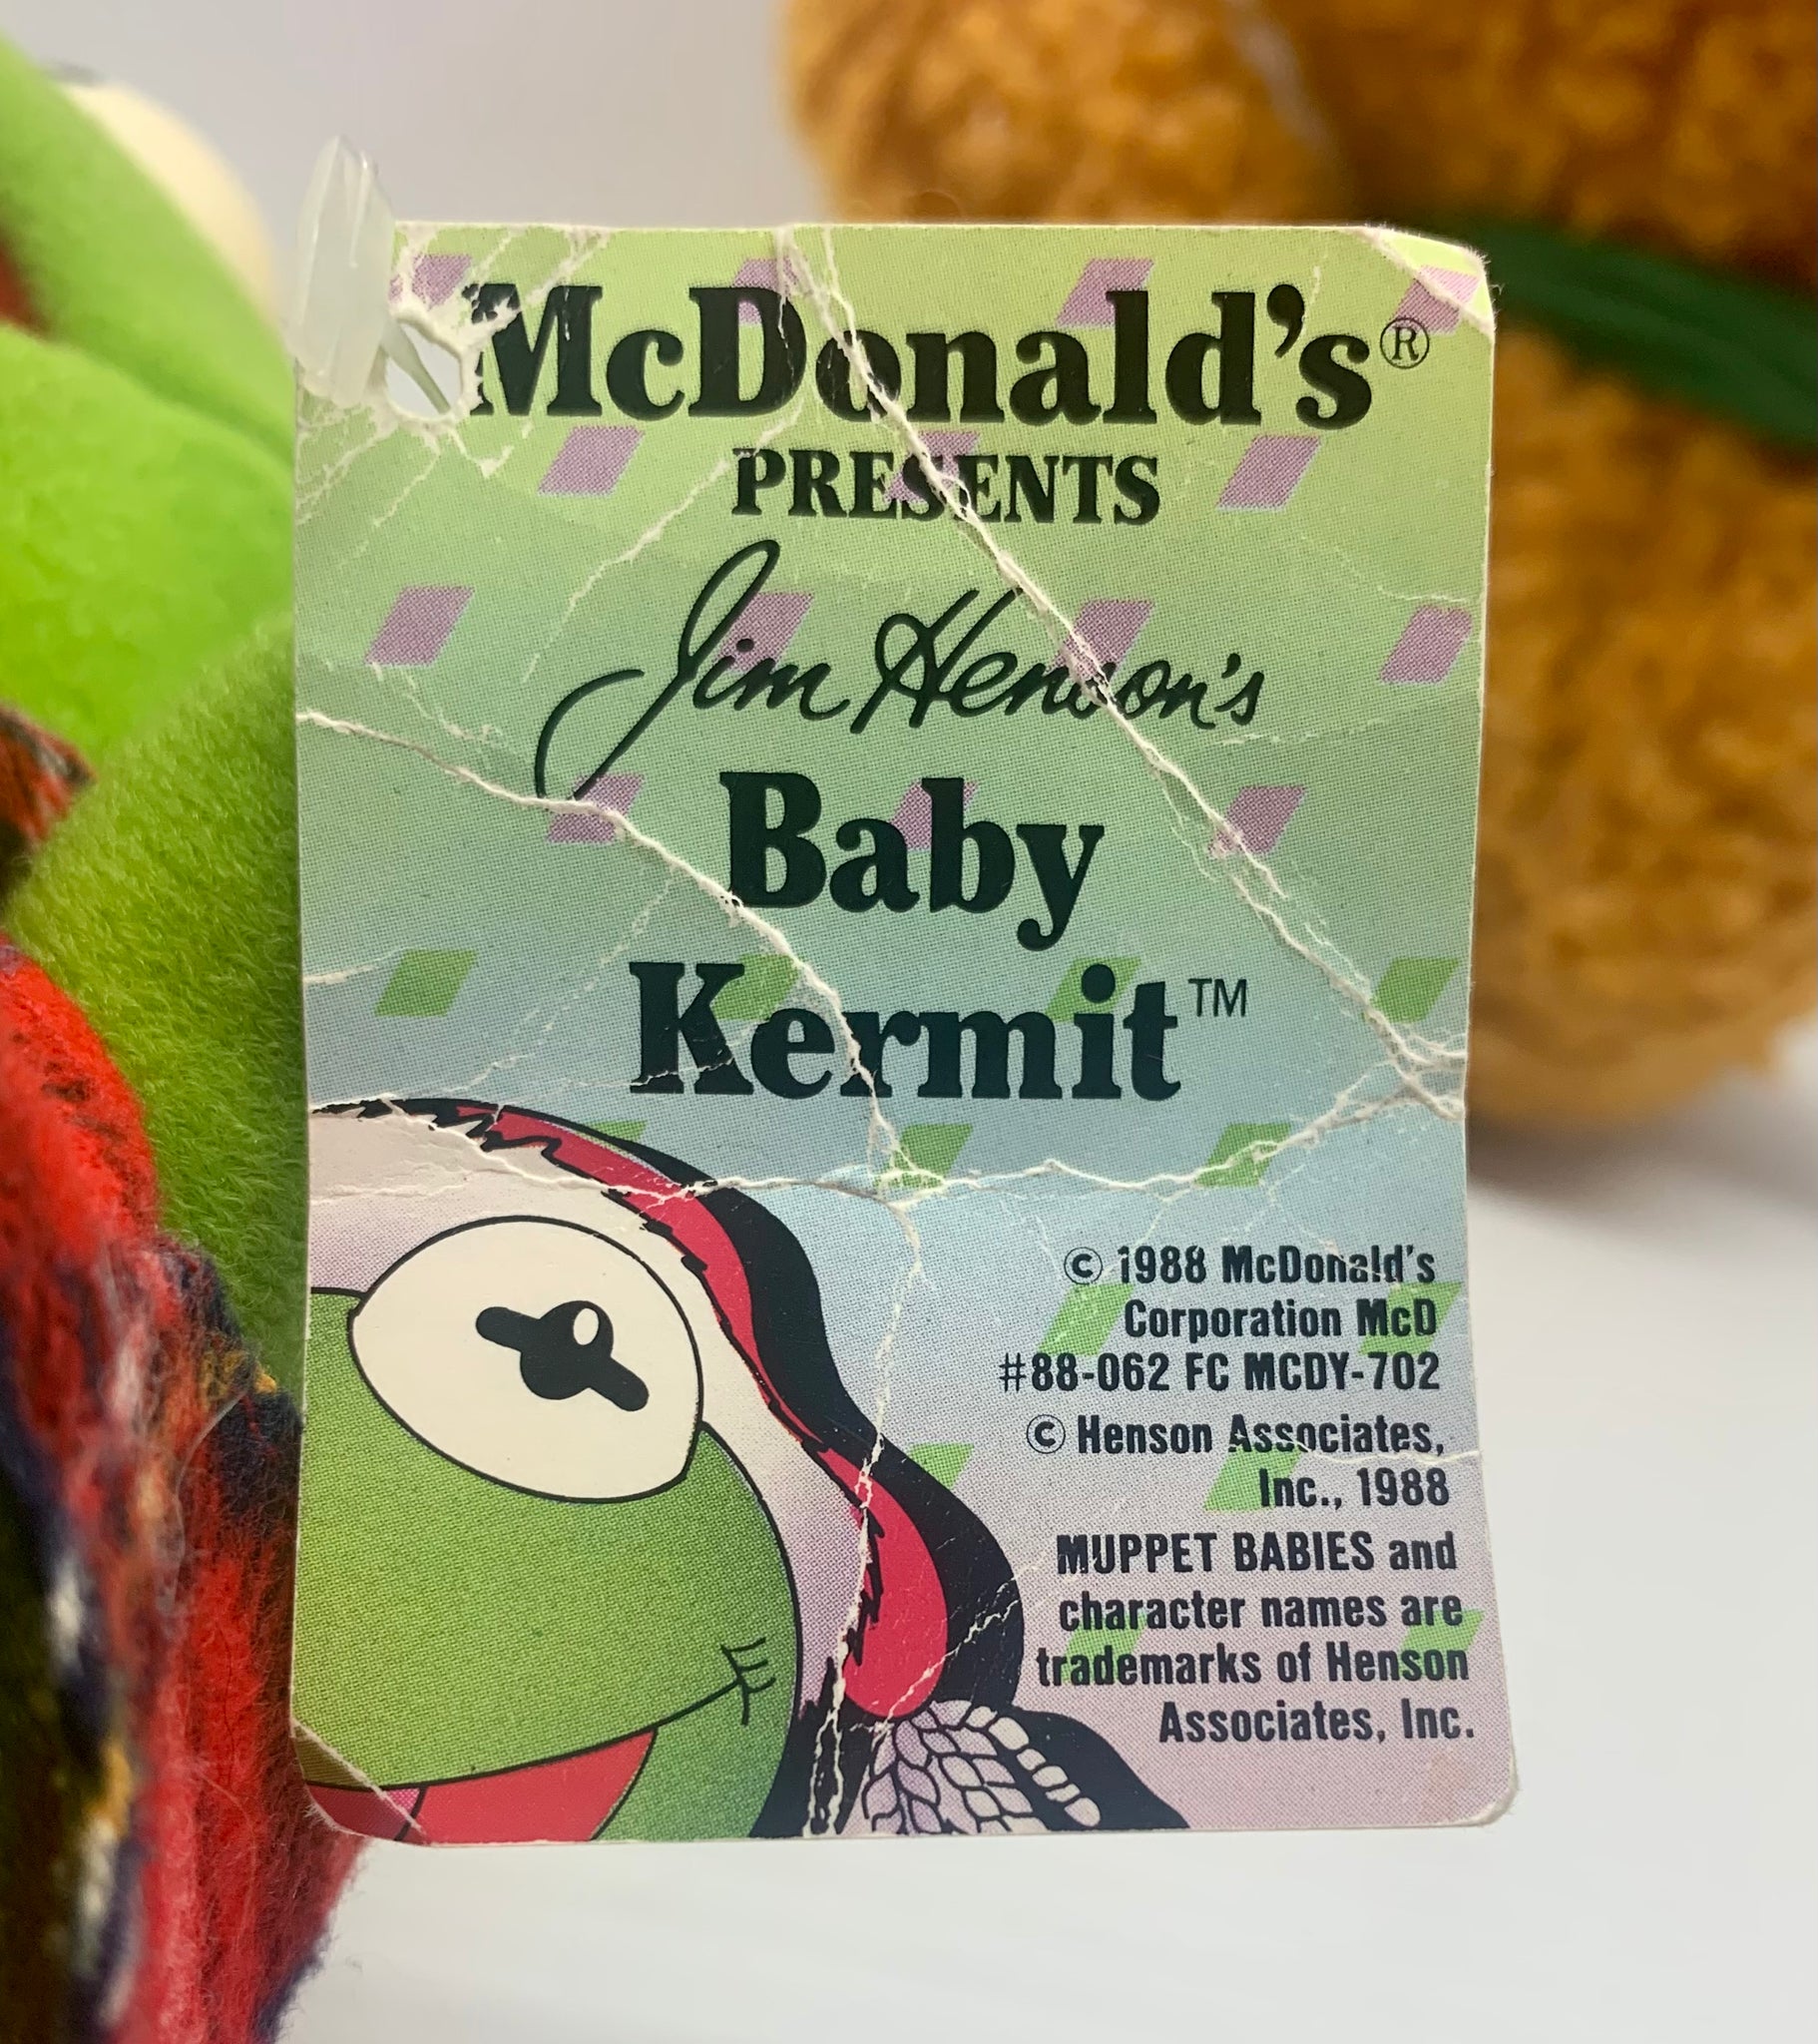 McDonald's®
PRESENTS
Jim Henson's
Baby
Kermit™
© 1988 McDonald's
Corporation McD
#88-062 FC MCDY-702
© Henson Associates,
Inc., 1988
MUPPET BABIES and
character names are
trademarks of Henson
Associates, Inc.